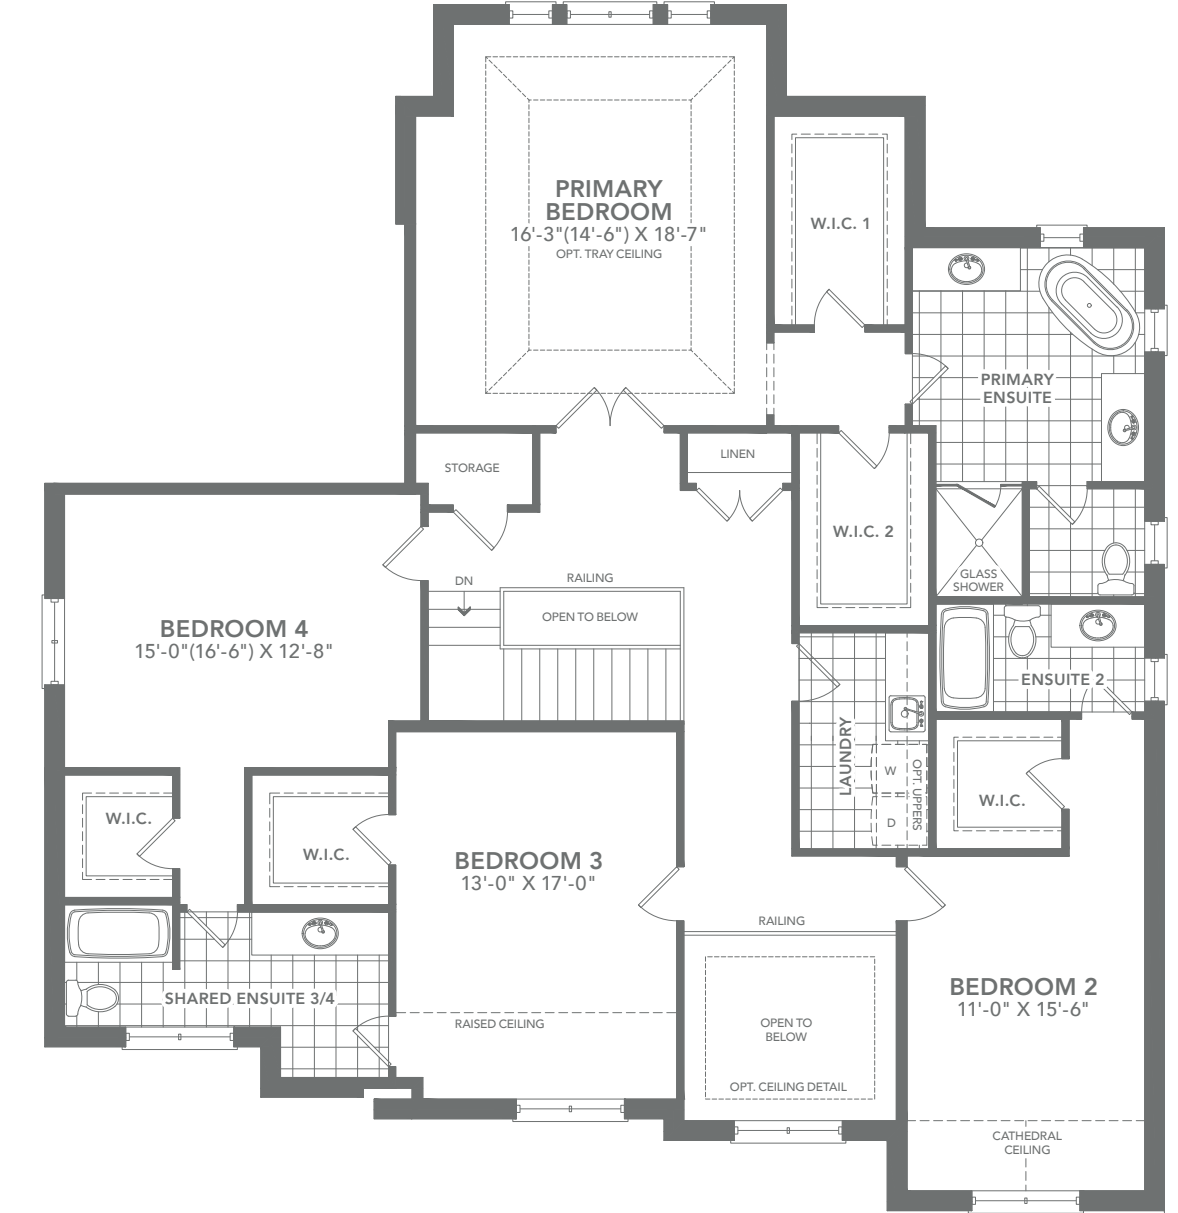 PRIMARY
BEDROOM
16'-3"(14'-6") X 18'-7"
OPT. TRAY CEILING
W.I.C. 1
PRIMARY
ENSUITE
STORAGE
LINEN
W.I.C. 2
GLASS
SHOWER
DN
RAILING
OPEN TO BELOW
BEDROOM 4
15'-0"(16'-6") X 12'-8"
ENSUITE 2
LAUNDRY
W
D
OPT. UPPERS
W.I.C.
W.I.C.
W.I.C.
BEDROOM 3
13'-0" X 17'-0"
RAILING
SHARED ENSUITE 3/4
RAISED CEILING
OPEN TO
BELOW
OPT. CEILING DETAIL
BEDROOM 2
11'-0" X 15'-6"
CATHEDRAL
CEILING